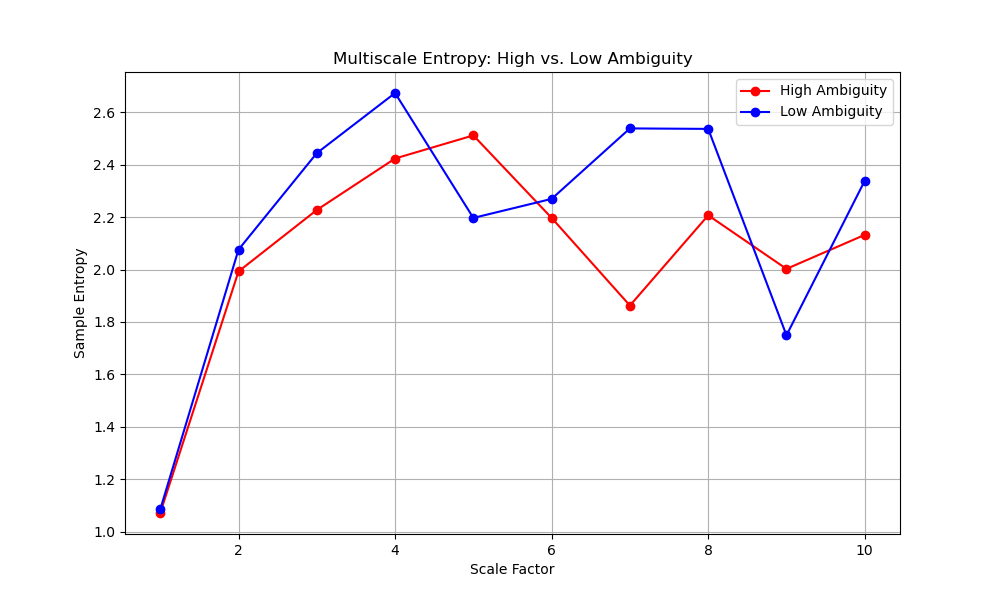 Multiscale Entropy: High vs. Low Ambiguity
High Ambiguity
Low Ambiguity
Sample Entropy
2.6
2.4
2.2
2.0
1.8
1.6
1.4
1.2
1.0
2 4 6 8 10
Scale Factor